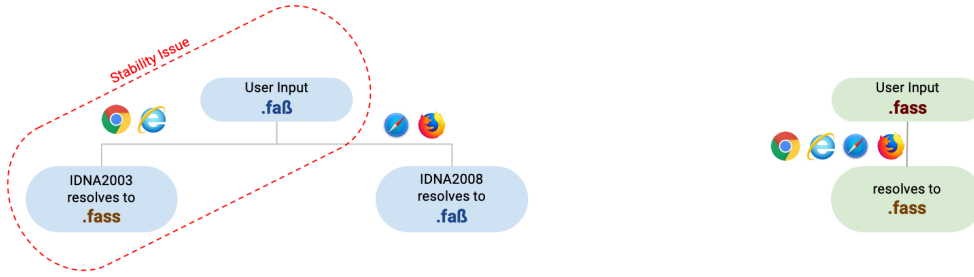 Stability Issue
User Input
.faß
IDNA2003
resolves to
.fass
IDNA2008
resolves to
.faß
User Input
.fass
resolves to
.fass